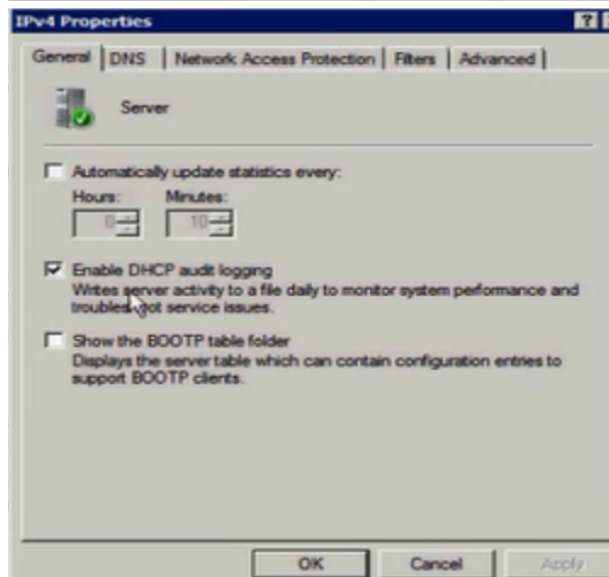 IPv4 Properties
General DNS Network Access Protection Filters Advanced
Server
Automatically update statistics every:
Hours: Minutes:
0 10
Enable DHCP audit logging
Writes server activity to a file daily to monitor system performance and
troubleshoot service issues.
Show the BOOTP table folder
Displays the server table which can contain configuration entries to
support BOOTP clients.
OK Cancel Apply